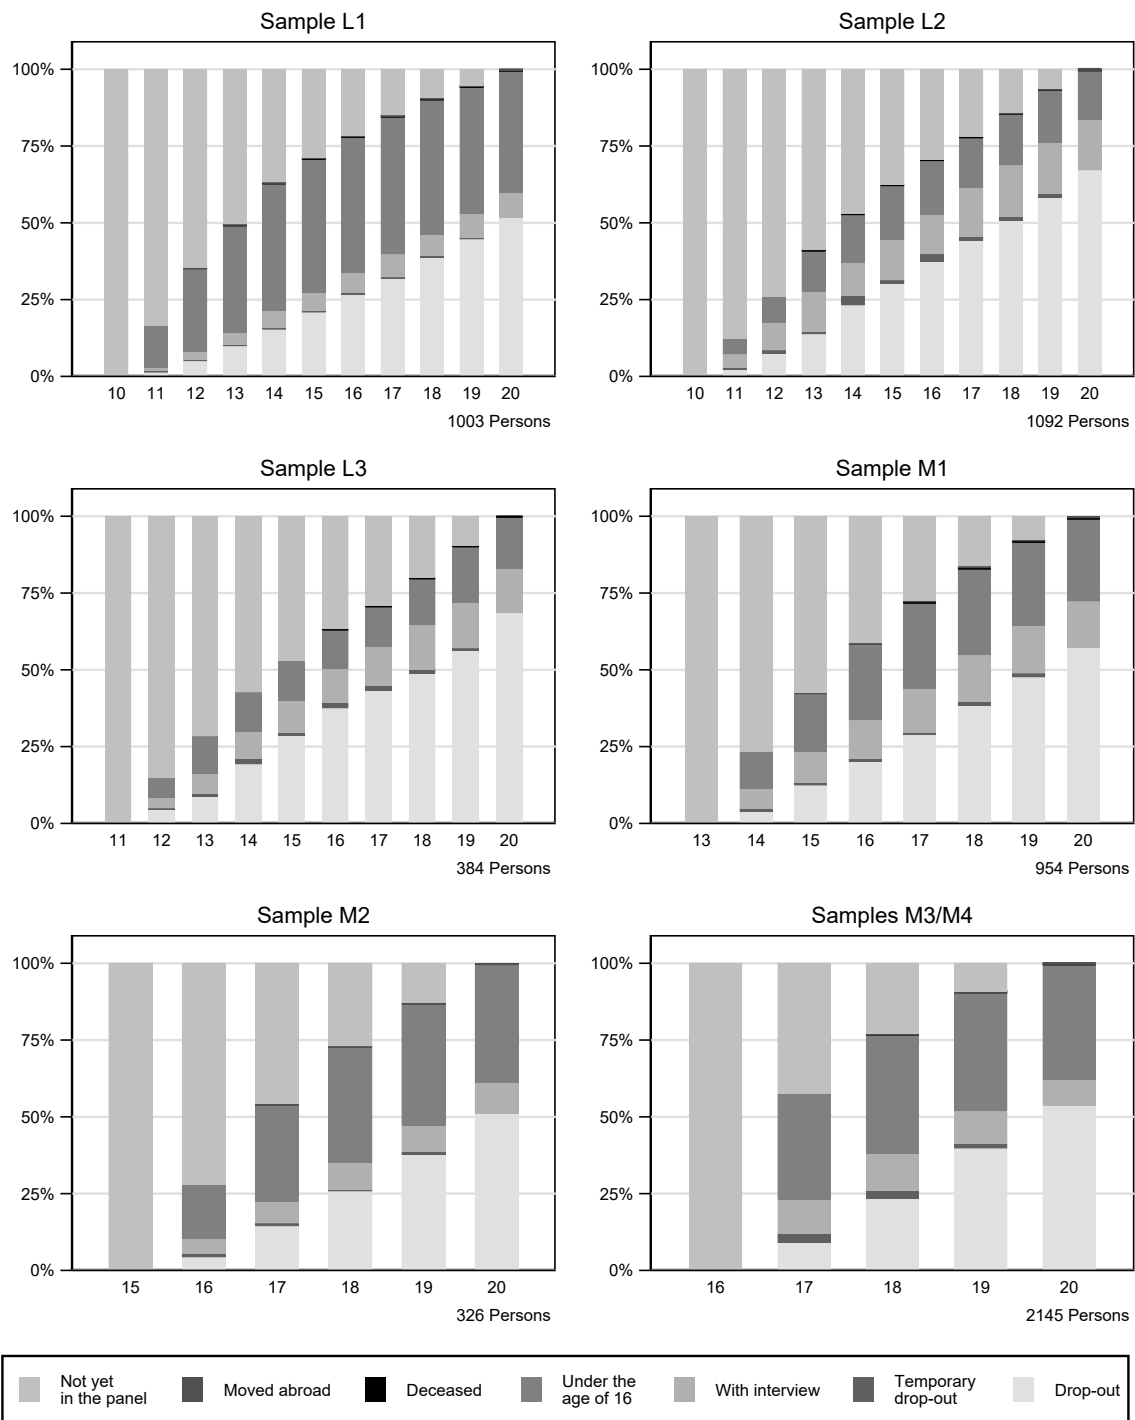 Sample L1
Sample L2
100%
75%
50%
25%
0%
10 11 12 13 14 15 16 17 18 19 20
1003 Persons
100%
75%
50%
25%
0%
10 11 12 13 14 15 16 17 18 19 20
1092 Persons
Sample L3
Sample M1
100%
75%
50%
25%
0%
11 12 13 14 15 16 17 18 19 20
384 Persons
100%
75%
50%
25%
0%
13 14 15 16 17 18 19 20
954 Persons
Sample M2
Samples M3/M4
100%
75%
50%
25%
0%
15 16 17 18 19 20
326 Persons
100%
75%
50%
25%
0%
16 17 18 19 20
2145 Persons
Not yet
in the panel
Moved abroad
Deceased
Under the
age of 16
With interview
Temporary
drop-out
Drop-out